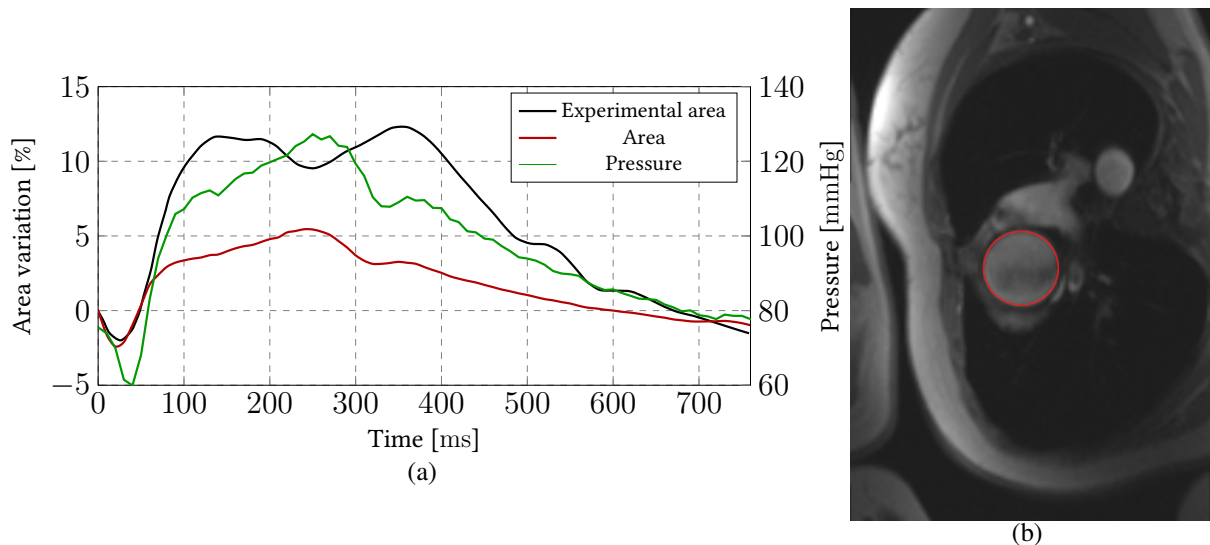 15
10
5
0
−5
Area variation [%]
140
120
100
80
60
Pressure [mmHg]
Experimental area
Area
Pressure
0 100 200 300 400 500 600 700
Time [ms]
(a)
(b)